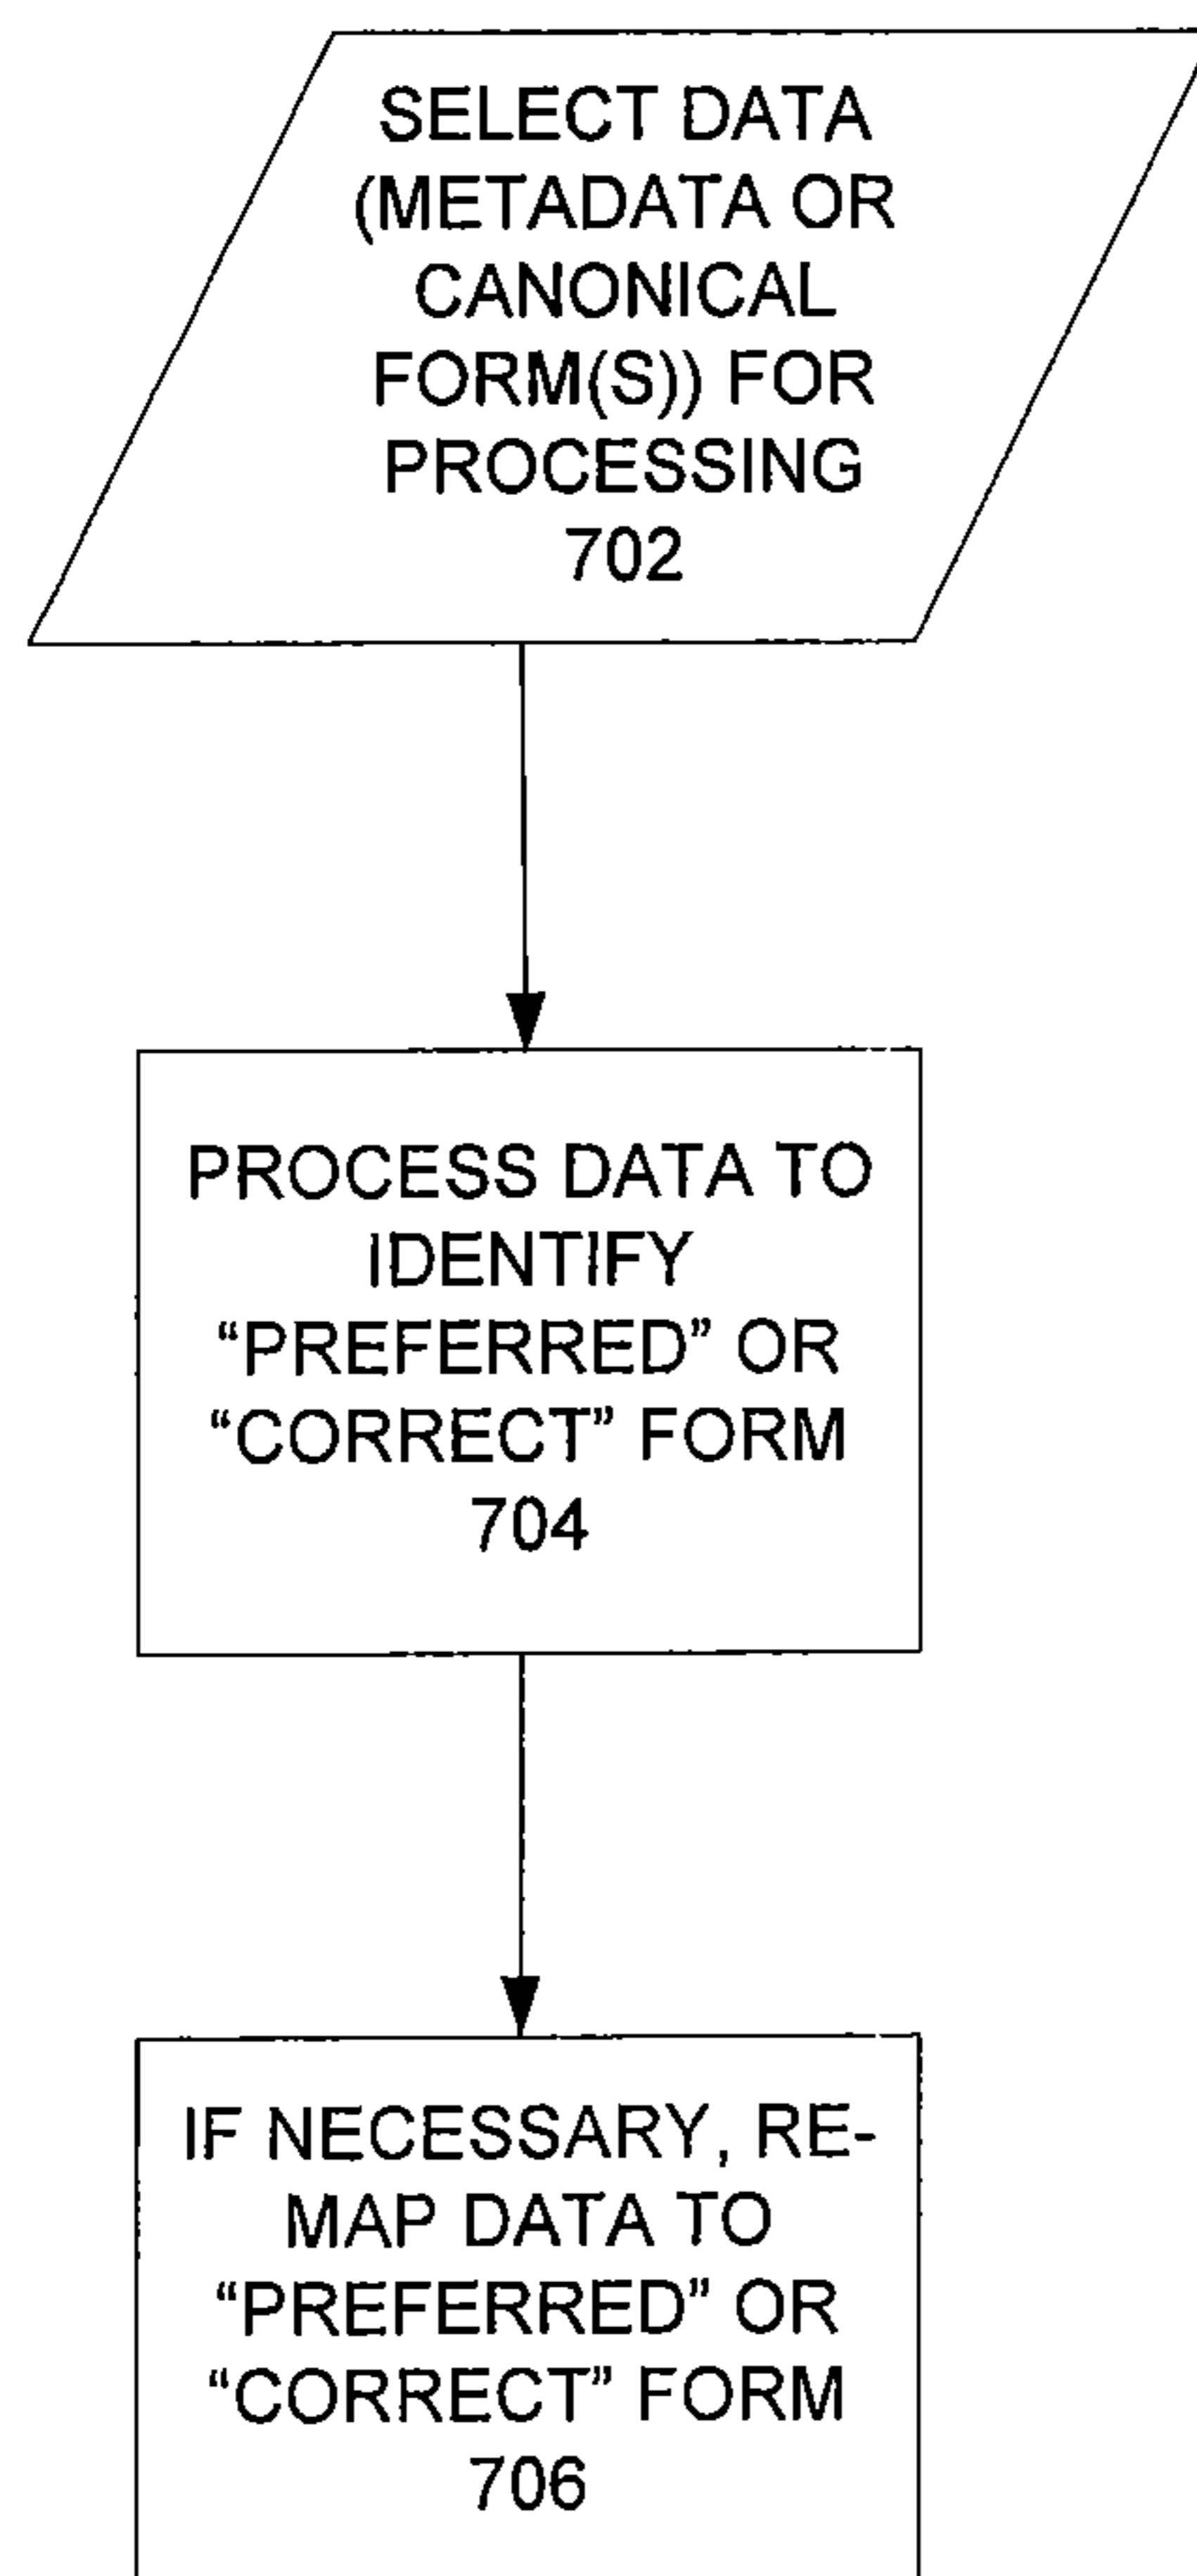 SELECT DATA
(METADATA OR
CANONICAL
FORM(S)) FOR
PROCESSING
702
PROCESS DATA TO
IDENTIFY
“PREFERRED” OR
“CORRECT” FORM
704
IF NECESSARY, RE-
MAP DATA TO
“PREFERRED” OR
“CORRECT” FORM
706